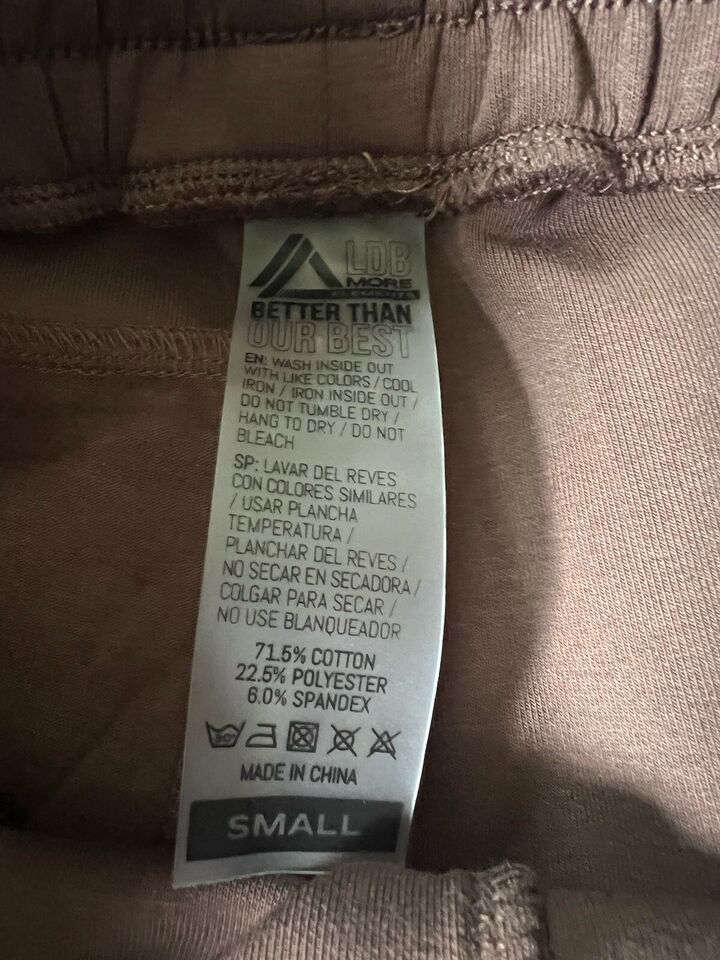 LDB
MORE
ELEMENTS
BETTER THAN
OUR BEST
EN: WASH INSIDE OUT
WITH LIKE COLORS / COOL
IRON / IRON INSIDE OUT /
DO NOT TUMBLE DRY /
HANG TO DRY / DO NOT
BLEACH
SP: LAVAR DEL REVES
CON COLORES SIMILARES
/ USAR PLANCHA
TEMPERATURA /
PLANCHAR DEL REVES /
NO SECAR EN SECADORA /
COLGAR PARA SECAR /
NO USE BLANQUEADOR
71.5% COTTON
22.5% POLYESTER
6.0% SPANDEX
30°
MADE IN CHINA
SMALL